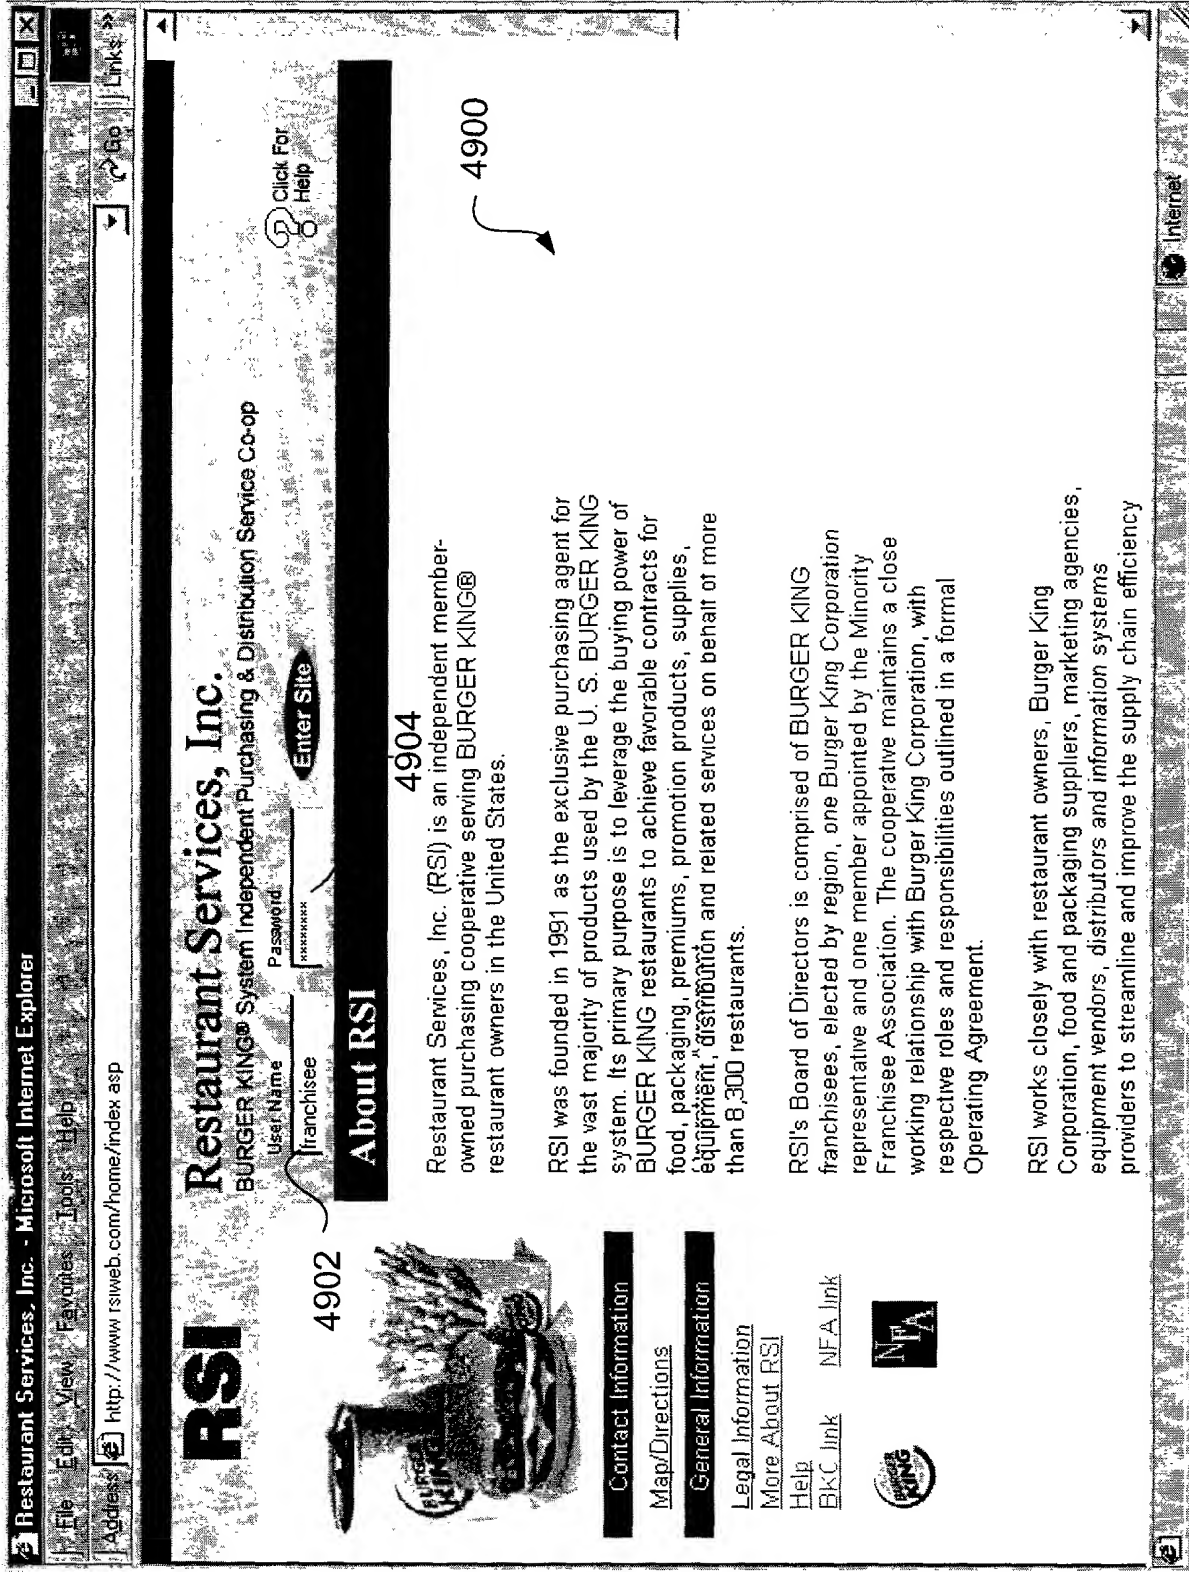 Restaurant Services, Inc. - Microsoft Internet Explorer
File Edit View Favorites Tools Help
Address http://www rsiweb.com/home/index asp Go Links »
RSI
Restaurant Services, Inc.
BURGER KING® System Independent Purchasing & Distribution Service Co-op
User Name Password
franchisee xxxxxxxx Enter Site
Click For
Help
4902
4904
4900
About RSI
BURGER
KING
Contact Information
Map/Directions
General Information
Legal Information
More About RSI
Help
BKC link NFA link
BURGER
KING
NFA
Restaurant Services, Inc. (RSI) is an independent member-
owned purchasing cooperative serving BURGER KING®
restaurant owners in the United States.
RSI was founded in 1991 as the exclusive purchasing agent for
the vast majority of products used by the U. S. BURGER KING
system. Its primary purpose is to leverage the buying power of
BURGER KING restaurants to achieve favorable contracts for
food, packaging, premiums, promotion products, supplies,
equipment, distribution and related services on behalf of more
than 8,300 restaurants.
RSI's Board of Directors is comprised of BURGER KING
franchisees, elected by region, one Burger King Corporation
representative and one member appointed by the Minority
Franchisee Association. The cooperative maintains a close
working relationship with Burger King Corporation, with
respective roles and responsibilities outlined in a formal
Operating Agreement.
RSI works closely with restaurant owners, Burger King
Corporation, food and packaging suppliers, marketing agencies,
equipment vendors, distributors and information systems
providers to streamline and improve the supply chain efficiency
Internet